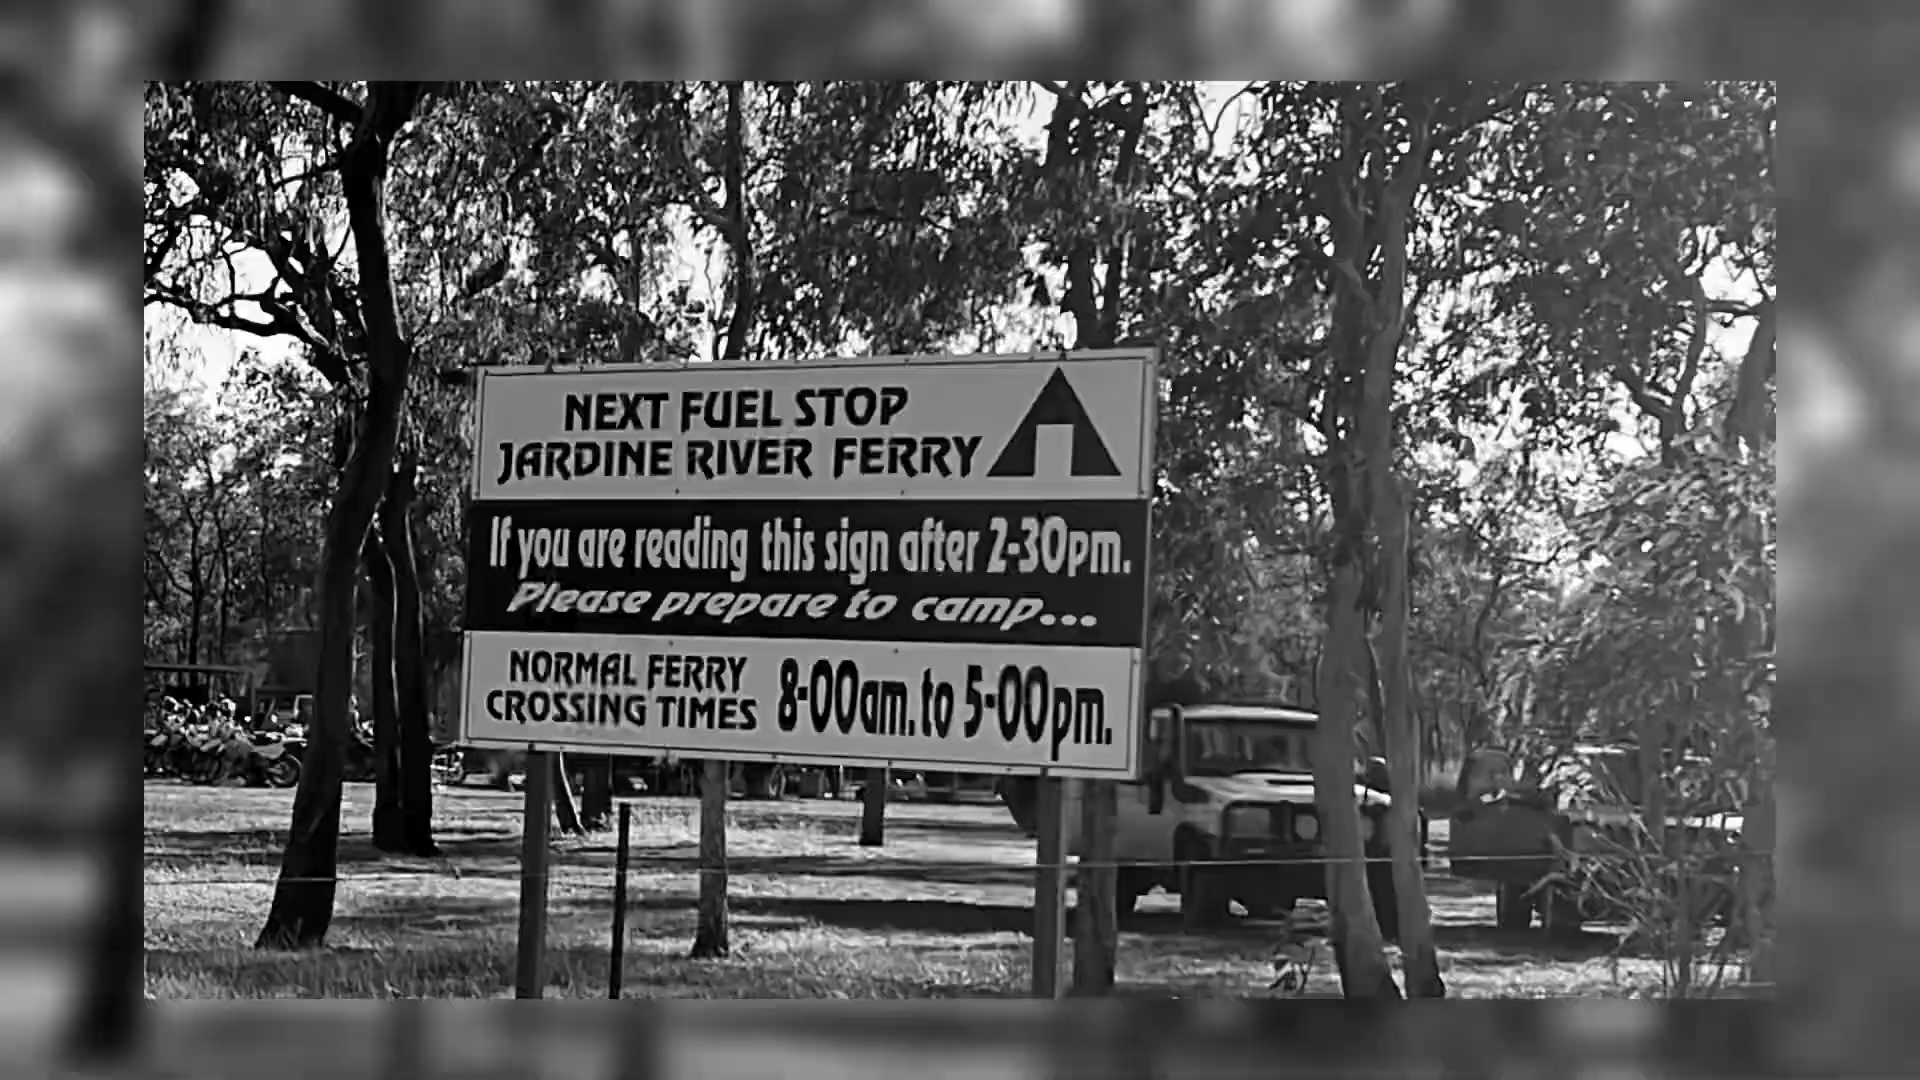 NEXT FUEL STOP
JARDINE RIVER FERRY
If you are reading this sign after 2-30pm.
Please prepare to camp...
NORMAL FERRY
CROSSING TIMES
8-00am. to 5-00pm.